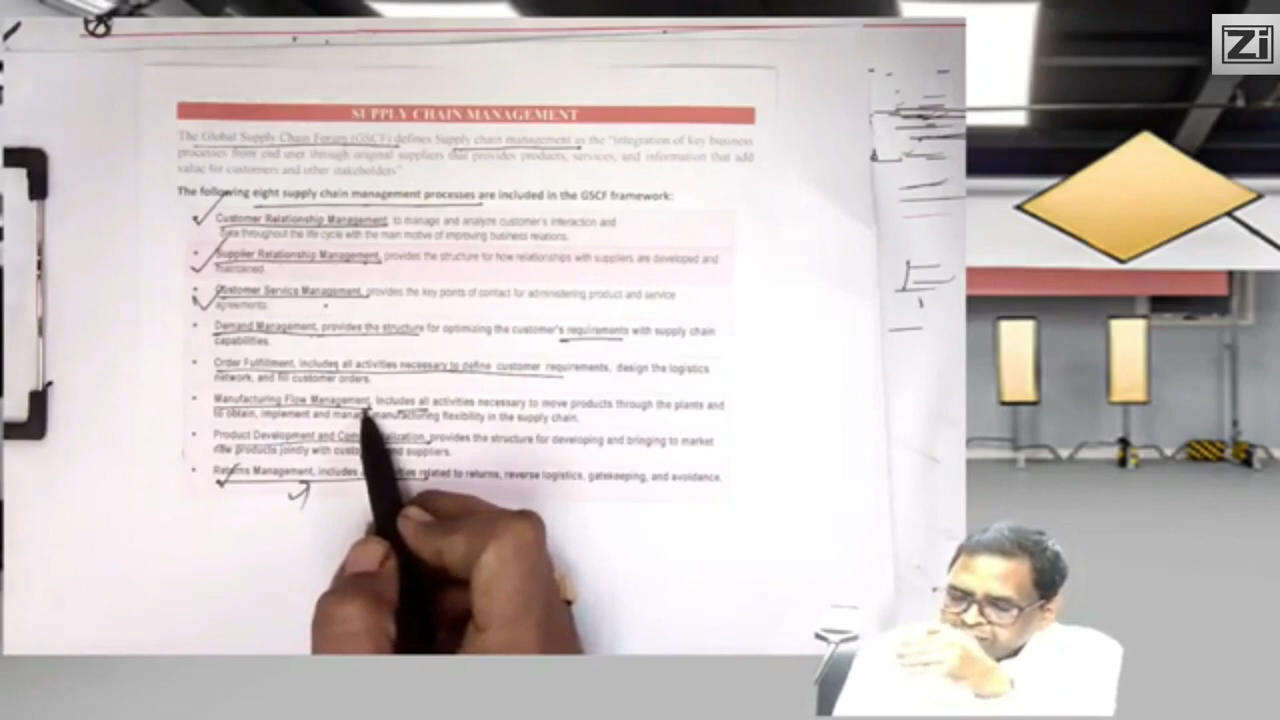 Zi
SUPPLY CHAIN MANAGEMENT
The Global Supply Chain Forum (GSCF) defines Supply chain management as the "integration of key business
processes from end user through original suppliers that provides products, services, and information that add
value for customers and other stakeholders"
The following eight supply chain management processes are included in the GSCF framework:
• Customer Relationship Management, to manage and analyze customer's interaction and
data throughout the life cycle with the main motive of improving business relations.
• Supplier Relationship Management, provides the structure for how relationships with suppliers are developed and
maintained.
• Customer Service Management, provides the key points of contact for administering product and service
agreements.
• Demand Management, provides the structure for optimizing the customer's requirements with supply chain
capabilities.
• Order Fulfillment, includes all activities necessary to define customer requirements, design the logistics
network, and fill customer orders.
• Manufacturing Flow Management, includes all activities necessary to move products through the plants and
to obtain, implement and manufacturing flexibility in the supply chain.
• Product Development and provides the structure for developing and bringing to market
new products jointly with and suppliers.
• Returns Management, includes related to returns, reverse logistics, gatekeeping, and avoidance.